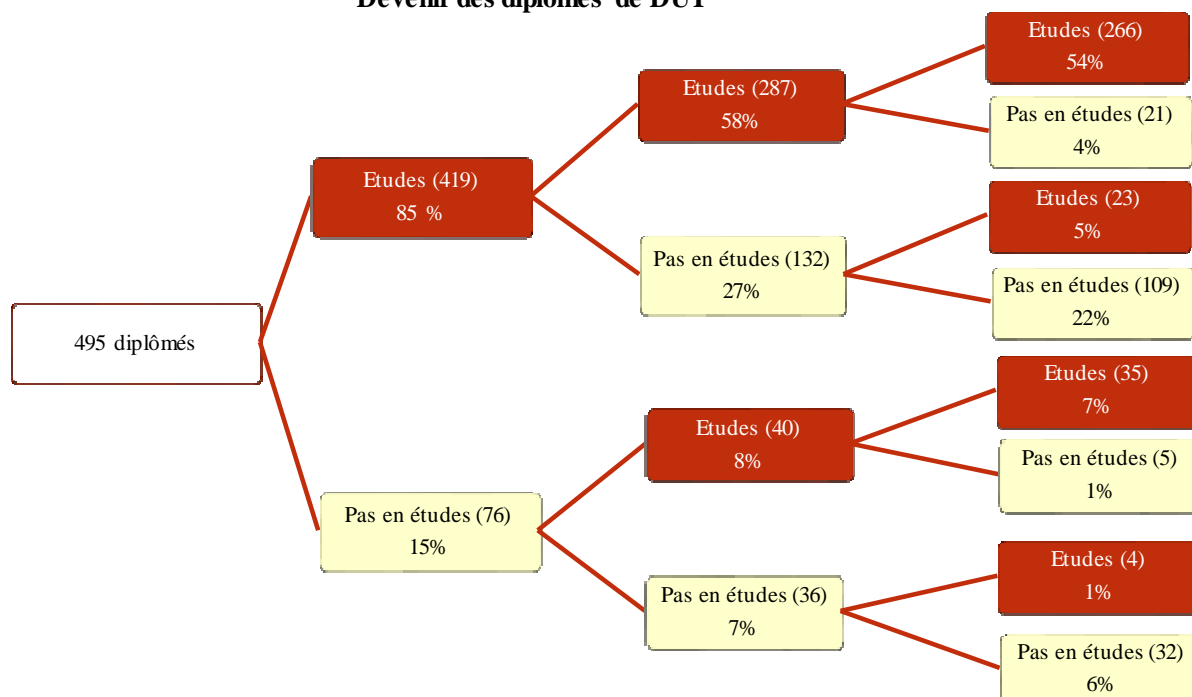 Devenir des diplômés de DUT
Etudes (266)
54%
Etudes (287)
58%
Pas en études (21)
4%
Etudes (419)
85 %
Etudes (23)
5%
Pas en études (132)
27%
Pas en études (109)
22%
495 diplômés
Etudes (35)
7%
Etudes (40)
8%
Pas en études (5)
1%
Pas en études (76)
15%
Etudes (4)
1%
Pas en études (36)
7%
Pas en études (32)
6%